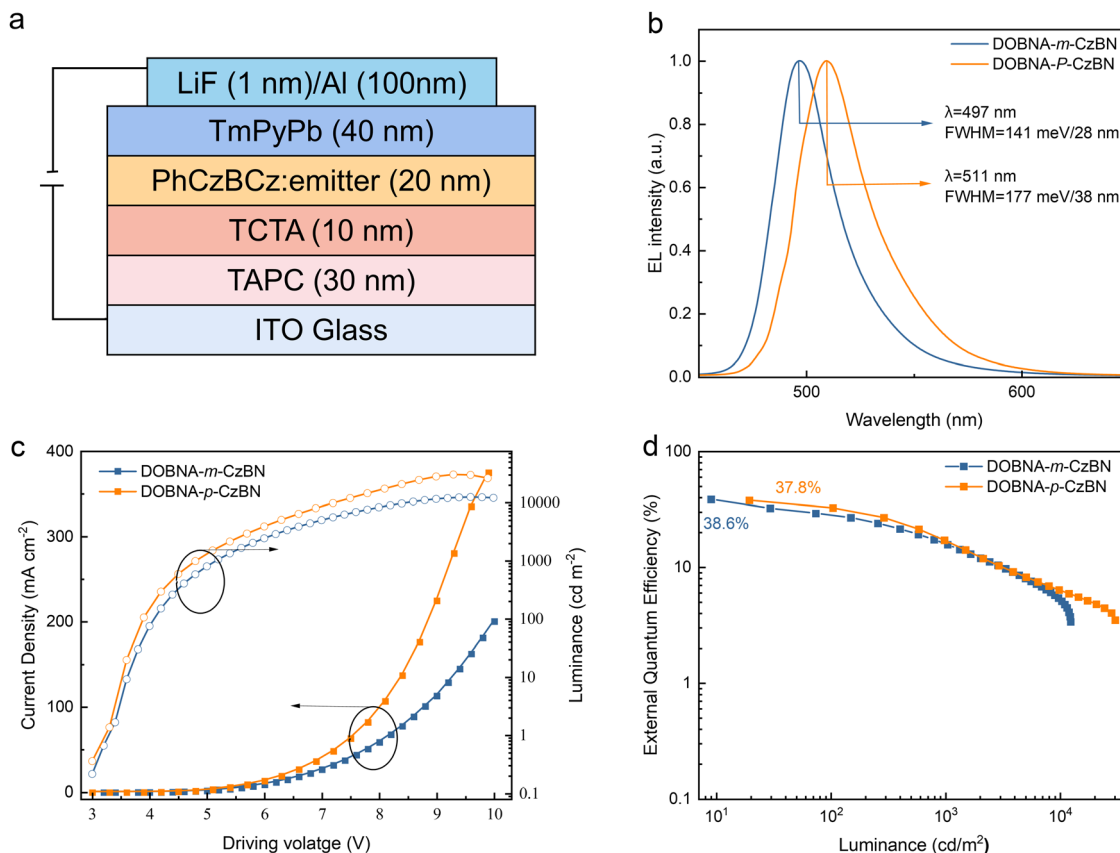 a
LiF (1 nm)/Al (100nm)
TmPyPb (40 nm)
PhCzBCz:emitter (20 nm)
TCTA (10 nm)
TAPC (30 nm)
ITO Glass
b
DOBNA-m-CzBN
DOBNA-P-CzBN
λ=497 nm
FWHM=141 meV/28 nm
λ=511 nm
FWHM=177 meV/38 nm
1.0
0.8
0.6
0.4
0.2
0.0
EL intensity (a.u.)
500 600
Wavelength (nm)
c
DOBNA-m-CzBN
DOBNA-p-CzBN
400
350
300
250
200
150
100
50
0
Current Density (mA cm-2)
10000
1000
100
10
1
0.1
Luminance (cd m-2)
3 4 5 6 7 8 9 10
Driving volatge (V)
d
DOBNA-m-CzBN
DOBNA-p-CzBN
37.8%
38.6%
100
10
1
0.1
External Quantum Efficiency (%)
10¹ 10² 10³ 10⁴
Luminance (cd/m²)